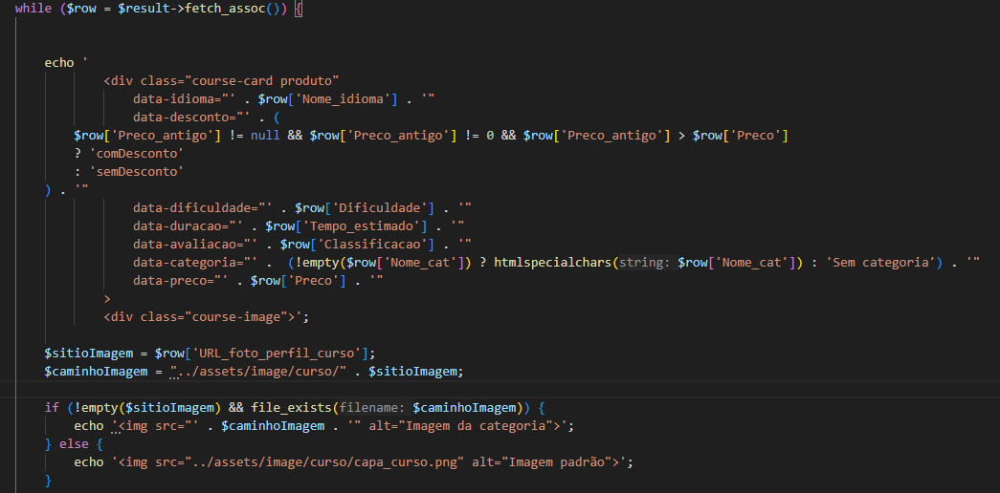 while ($row = $result->fetch_assoc()) {
echo '
<div class="course-card produto"
data-idioma="' . $row['Nome_idioma'] . '"
data-desconto="' . (
$row['Preco_antigo'] != null && $row['Preco_antigo'] != 0 && $row['Preco_antigo'] > $row['Preco']
? 'comDesconto'
: 'semDesconto'
) . '"
data-dificuldade="' . $row['Dificuldade'] . '"
data-duracao="' . $row['Tempo_estimado'] . '"
data-avaliacao="' . $row['Classificacao'] . '"
data-categoria="' .  (!empty($row['Nome_cat']) ? htmlspecialchars(string: $row['Nome_cat']) : 'Sem categoria') . '"
data-preco="' . $row['Preco'] . '"
>
<div class="course-image">';
$sitioImagem = $row['URL_foto_perfil_curso'];
$caminhoImagem = "../assets/image/curso/" . $sitioImagem;
if (!empty($sitioImagem) && file_exists(filename: $caminhoImagem)) {
echo '<img src="' . $caminhoImagem . '" alt="Imagem da categoria">';
} else {
echo '<img src="../assets/image/curso/capa_curso.png" alt="Imagem padrão">';
}